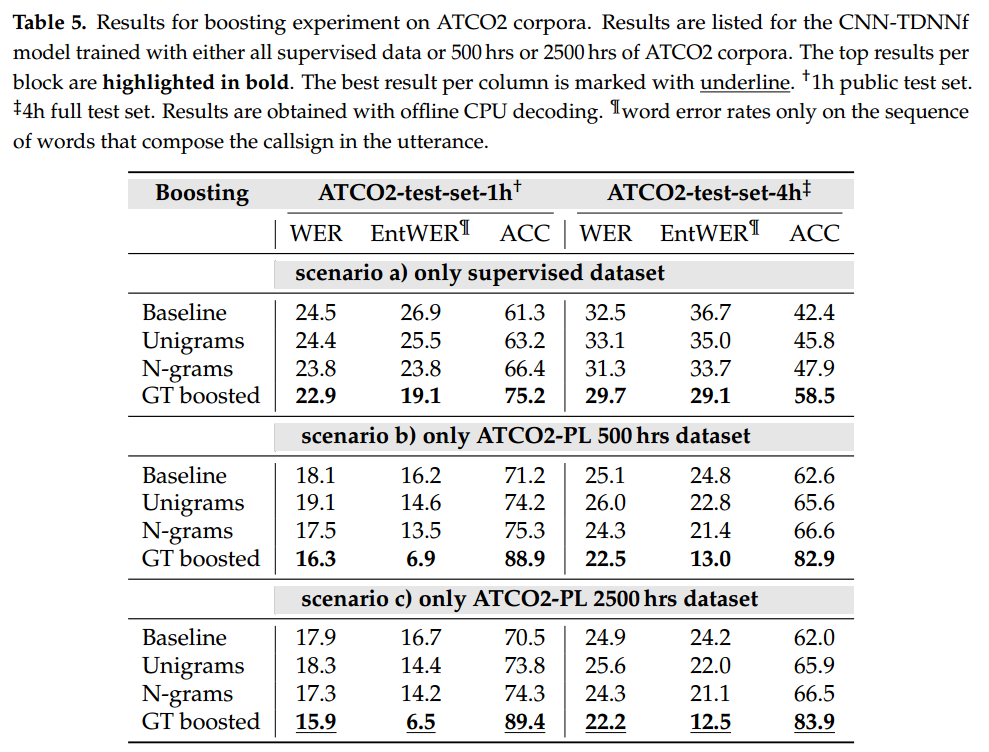 Table 5. Results for boosting experiment on ATCO2 corpora. Results are listed for the CNN-TDNNf
model trained with either all supervised data or 500 hrs or 2500 hrs of ATCO2 corpora. The top results per
block are highlighted in bold. The best result per column is marked with underline. †1h public test set.
‡4h full test set. Results are obtained with offline CPU decoding. ¶word error rates only on the sequence
of words that compose the callsign in the utterance.
Boosting ATCO2-test-set-1h† ATCO2-test-set-4h‡
WER EntWER¶ ACC WER EntWER¶ ACC
scenario a) only supervised dataset
Baseline 24.5 26.9 61.3 32.5 36.7 42.4
Unigrams 24.4 25.5 63.2 33.1 35.0 45.8
N-grams 23.8 23.8 66.4 31.3 33.7 47.9
GT boosted 22.9 19.1 75.2 29.7 29.1 58.5
scenario b) only ATCO2-PL 500 hrs dataset
Baseline 18.1 16.2 71.2 25.1 24.8 62.6
Unigrams 19.1 14.6 74.2 26.0 22.8 65.6
N-grams 17.5 13.5 75.3 24.3 21.4 66.6
GT boosted 16.3 6.9 88.9 22.5 13.0 82.9
scenario c) only ATCO2-PL 2500 hrs dataset
Baseline 17.9 16.7 70.5 24.9 24.2 62.0
Unigrams 18.3 14.4 73.8 25.6 22.0 65.9
N-grams 17.3 14.2 74.3 24.3 21.1 66.5
GT boosted 15.9 6.5 89.4 22.2 12.5 83.9